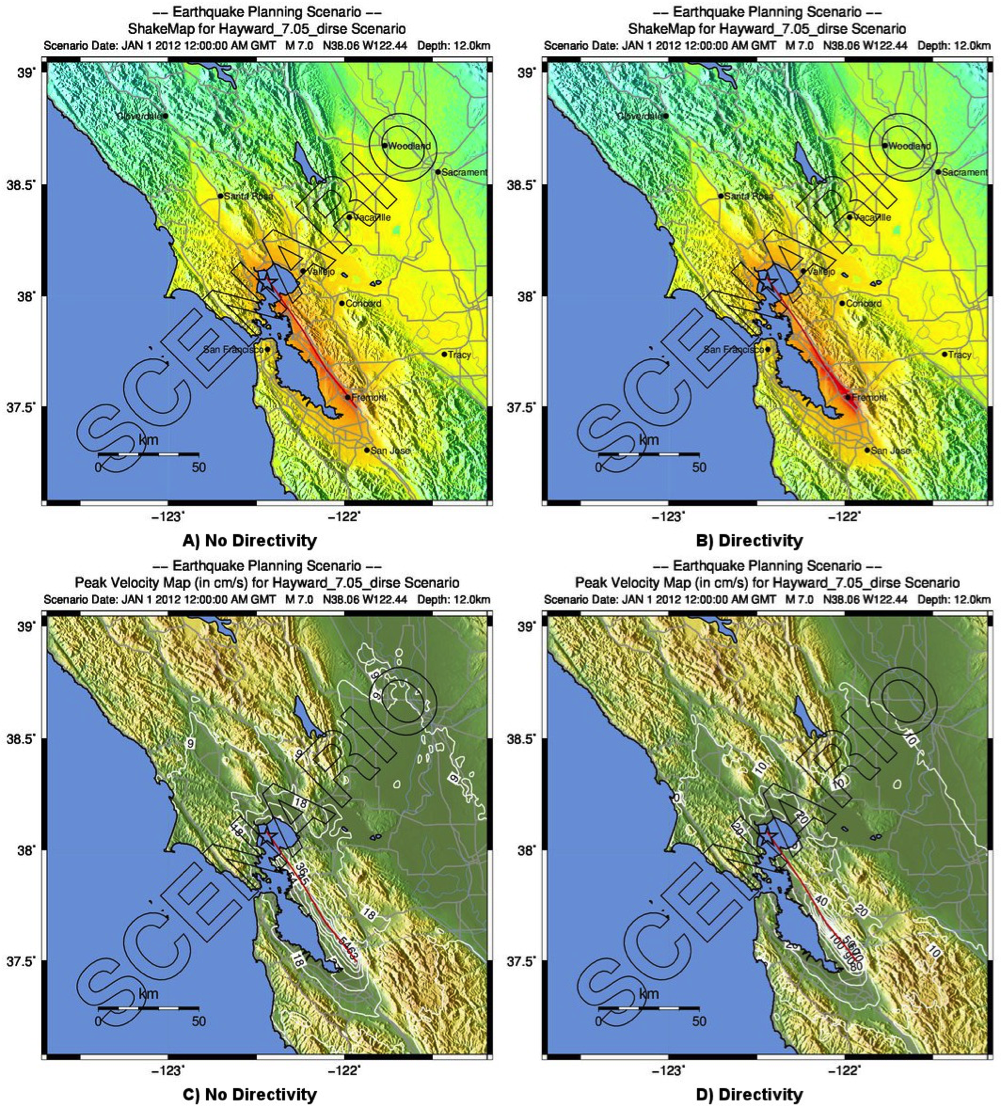 -- Earthquake Planning Scenario --
ShakeMap for Hayward_7.05_dirse Scenario
Scenario Date: JAN 1 2012 12:00:00 AM GMT M 7.0 N38.06 W122.44 Depth: 12.0km
39°
38.5°
38°
37.5°
Cloverdale
Woodland
Sacrament
Santa Rosa
Vacaville
Vallejo
Concord
San Francisco
Tracy
Fremont
San Jose
SCENARIO
km
0 50
−123° −122°
A) No Directivity
-- Earthquake Planning Scenario --
ShakeMap for Hayward_7.05_dirse Scenario
Scenario Date: JAN 1 2012 12:00:00 AM GMT M 7.0 N38.06 W122.44 Depth: 12.0km
39°
38.5°
38°
37.5°
Cloverdale
Woodland
Sacrament
Santa Rosa
Vacaville
Vallejo
Concord
San Francisco
Tracy
Fremont
San Jose
SCENARIO
km
0 50
−123° −122°
B) Directivity
-- Earthquake Planning Scenario --
Peak Velocity Map (in cm/s) for Hayward_7.05_dirse Scenario
Scenario Date: JAN 1 2012 12:00:00 AM GMT M 7.0 N38.06 W122.44 Depth: 12.0km
39°
38.5°
38°
37.5°
9
9
9
9
9
18
18
36
18
18
SCENARIO
km
0 50
−123° −122°
C) No Directivity
-- Earthquake Planning Scenario --
Peak Velocity Map (in cm/s) for Hayward_7.05_dirse Scenario
Scenario Date: JAN 1 2012 12:00:00 AM GMT M 7.0 N38.06 W122.44 Depth: 12.0km
39°
38.5°
38°
37.5°
10
10
10
20
20
40
20
10
SCENARIO
km
0 50
−123° −122°
D) Directivity